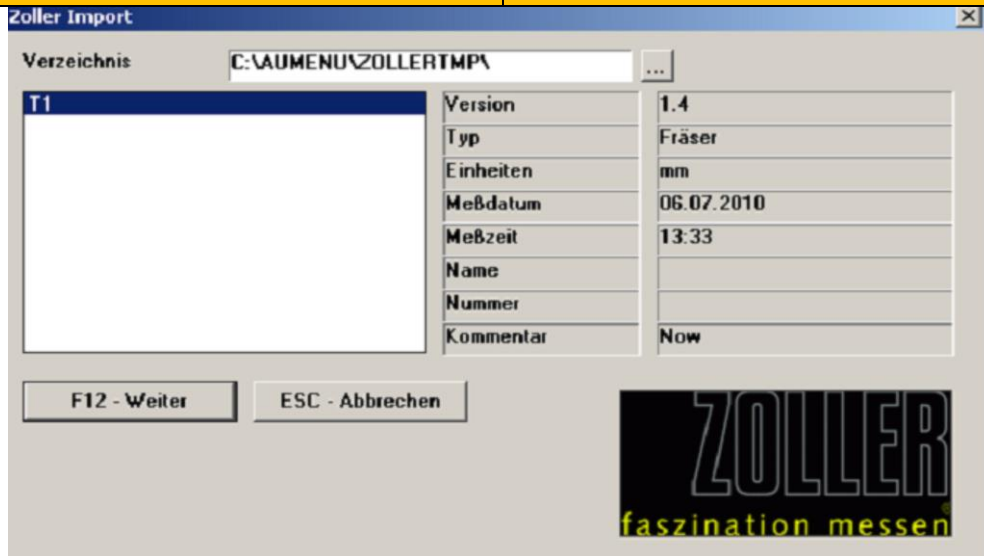 Zoller Import
Verzeichnis C:\AUMENU\ZOLLERTMP\ ...
T1
Version 1.4
Typ Fräser
Einheiten mm
Meßdatum 06.07.2010
Meßzeit 13:33
Name
Nummer
Kommentar Now
F12 - Weiter ESC - Abbrechen
ZOLLER
faszination messen